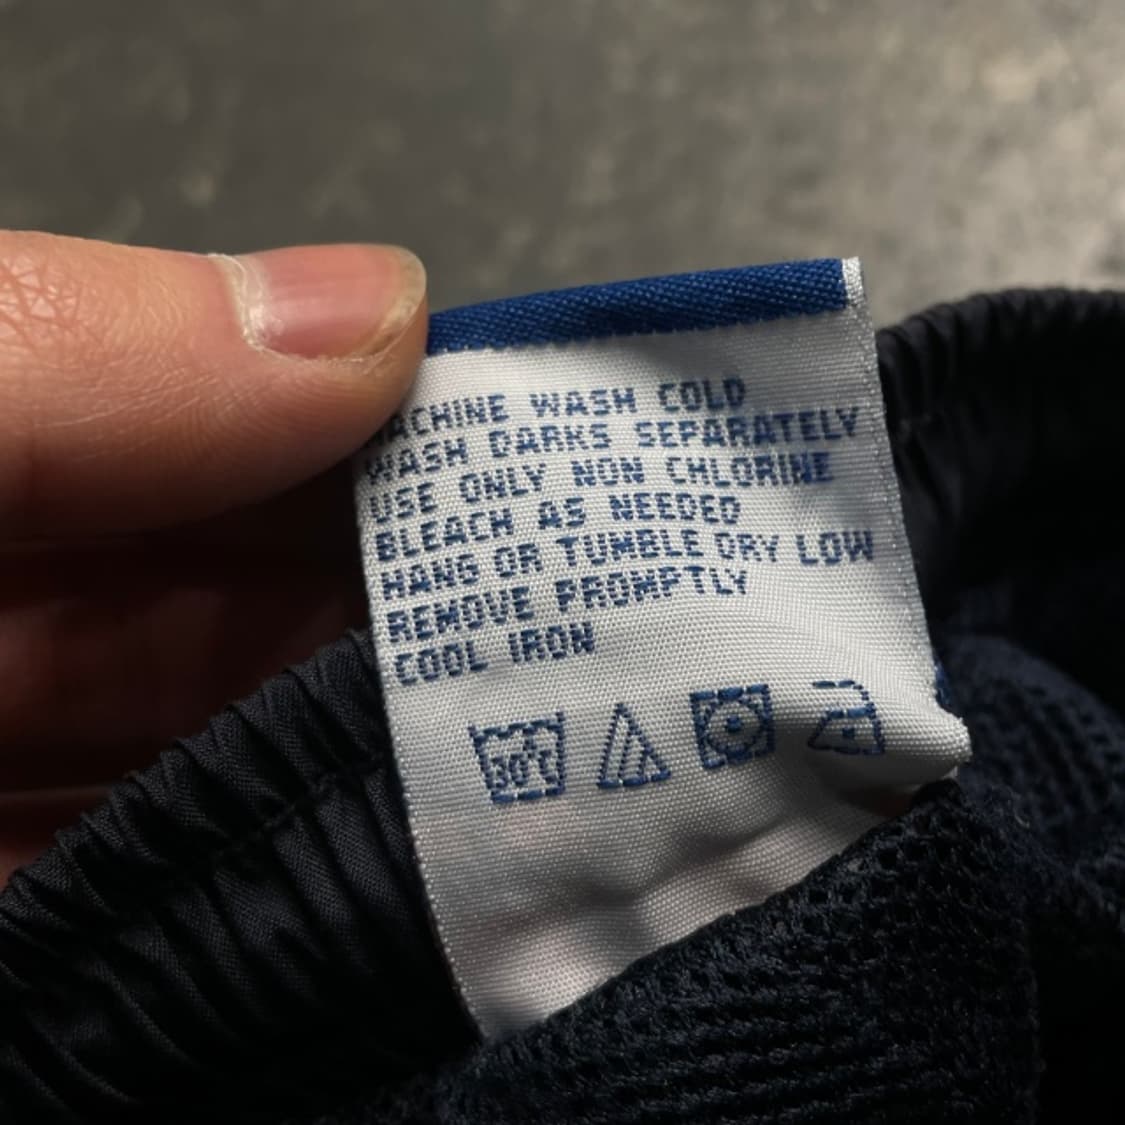 MACHINE WASH COLD
WASH DARKS SEPARATELY
USE ONLY NON CHLORINE
BLEACH AS NEEDED
HANG OR TUMBLE DRY LOW
REMOVE PROMPTLY
COOL IRON
30°C